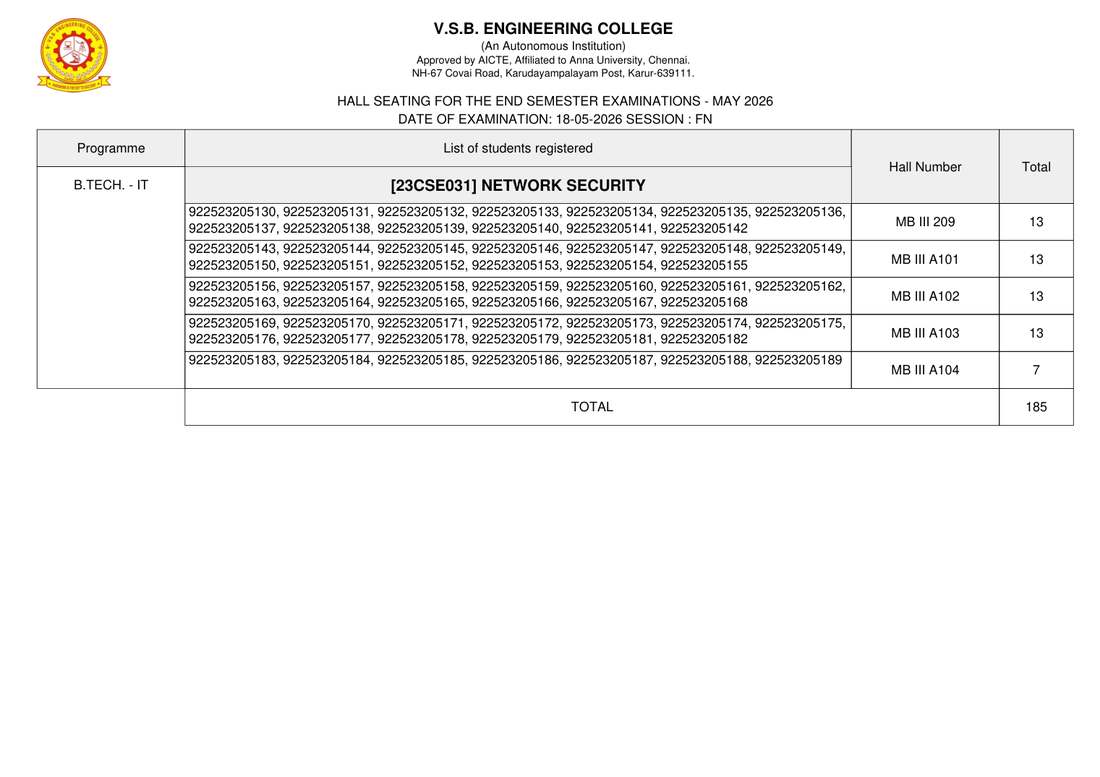 V.S.B. ENGINEERING COLLEGE
(An Autonomous Institution)
Approved by AICTE, Affiliated to Anna University, Chennai.
NH-67 Covai Road, Karudayampalayam Post, Karur-639111.
HALL SEATING FOR THE END SEMESTER EXAMINATIONS - MAY 2026
DATE OF EXAMINATION: 18-05-2026 SESSION : FN
Programme List of students registered Hall Number Total
B.TECH. - IT [23CSE031] NETWORK SECURITY
922523205130, 922523205131, 922523205132, 922523205133, 922523205134, 922523205135, 922523205136,
922523205137, 922523205138, 922523205139, 922523205140, 922523205141, 922523205142
MB III 209 13
922523205143, 922523205144, 922523205145, 922523205146, 922523205147, 922523205148, 922523205149,
922523205150, 922523205151, 922523205152, 922523205153, 922523205154, 922523205155
MB III A101 13
922523205156, 922523205157, 922523205158, 922523205159, 922523205160, 922523205161, 922523205162,
922523205163, 922523205164, 922523205165, 922523205166, 922523205167, 922523205168
MB III A102 13
922523205169, 922523205170, 922523205171, 922523205172, 922523205173, 922523205174, 922523205175,
922523205176, 922523205177, 922523205178, 922523205179, 922523205181, 922523205182
MB III A103 13
922523205183, 922523205184, 922523205185, 922523205186, 922523205187, 922523205188, 922523205189
MB III A104 7
TOTAL 185